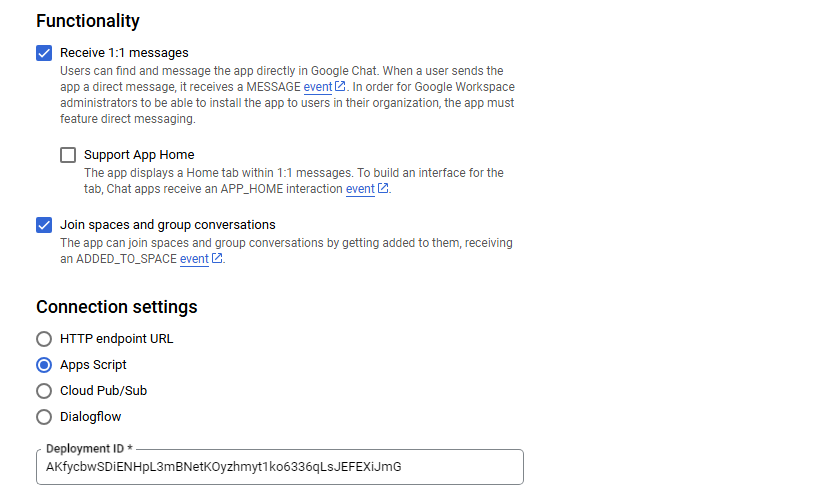 Functionality
Receive 1:1 messages
Users can find and message the app directly in Google Chat. When a user sends the
app a direct message, it receives a MESSAGE event. In order for Google Workspace
administrators to be able to install the app to users in their organization, the app must
feature direct messaging.
Support App Home
The app displays a Home tab within 1:1 messages. To build an interface for the
tab, Chat apps receive an APP_HOME interaction event.
Join spaces and group conversations
The app can join spaces and group conversations by getting added to them, receiving
an ADDED_TO_SPACE event.
Connection settings
HTTP endpoint URL
Apps Script
Cloud Pub/Sub
Dialogflow
Deployment ID *
AKfycbwSDiENHpL3mBNetKOyzhmyt1ko6336qLsJEFEXiJmG